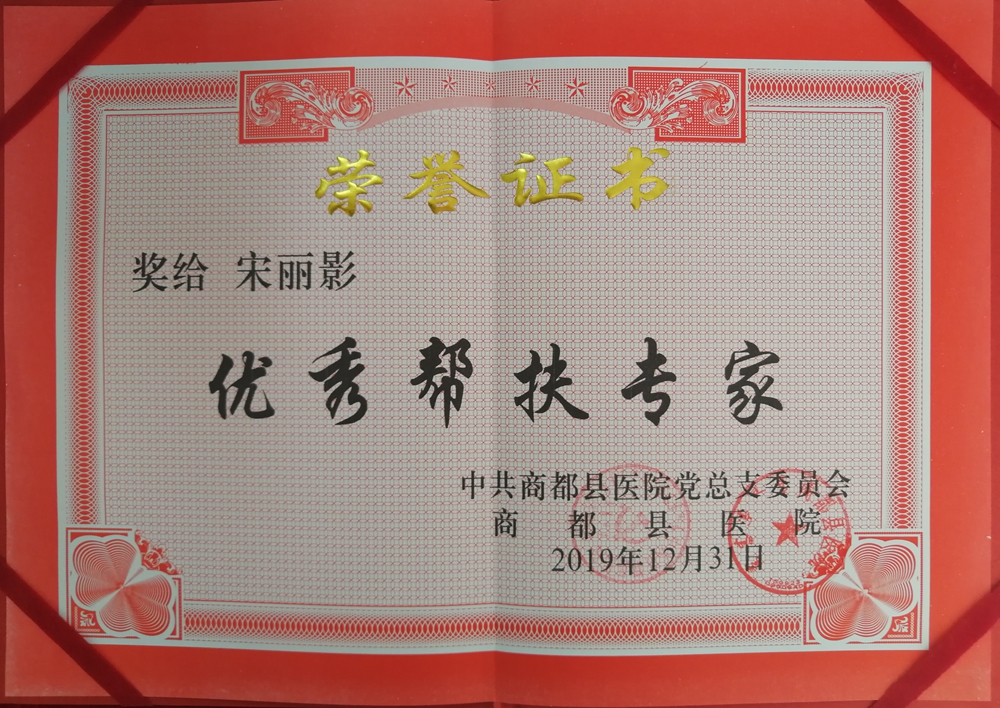 荣誉证书
奖给 宋丽影
优秀帮扶专家
中共商都县医院党总支委员会
商都县医院
2019年12月31日